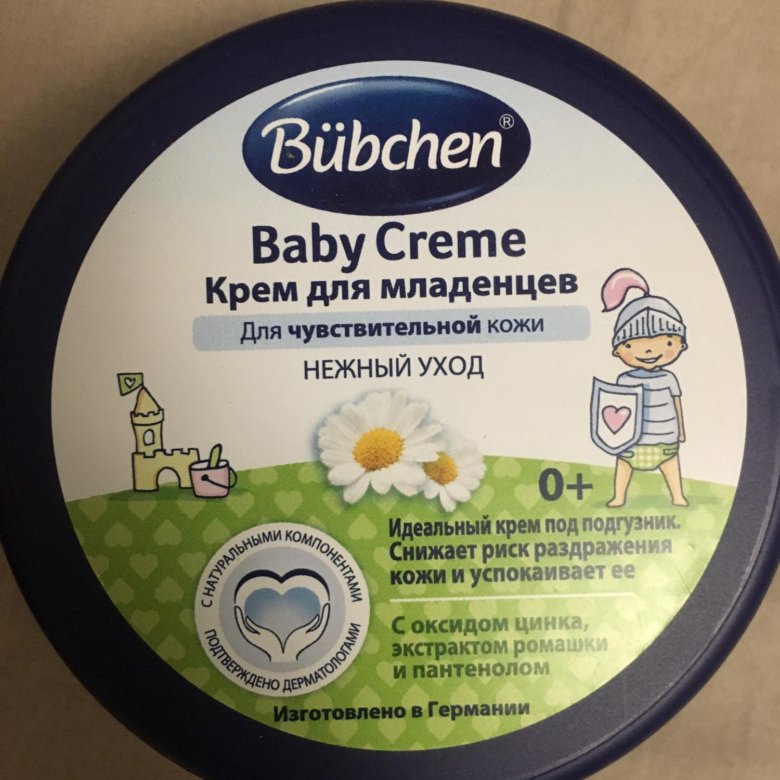 Bübchen®
Baby Creme
Крем для младенцев
Для чувствительной кожи
НЕЖНЫЙ УХОД
0+
Идеальный крем под подгузник.
Снижает риск раздражения
кожи и успокаивает ее
С оксидом цинка,
экстрактом ромашки
и пантенолом
С НАТУРАЛЬНЫМИ КОМПОНЕНТАМИ
ПОДТВЕРЖДЕНО ДЕРМАТОЛОГАМИ
Изготовлено в Германии